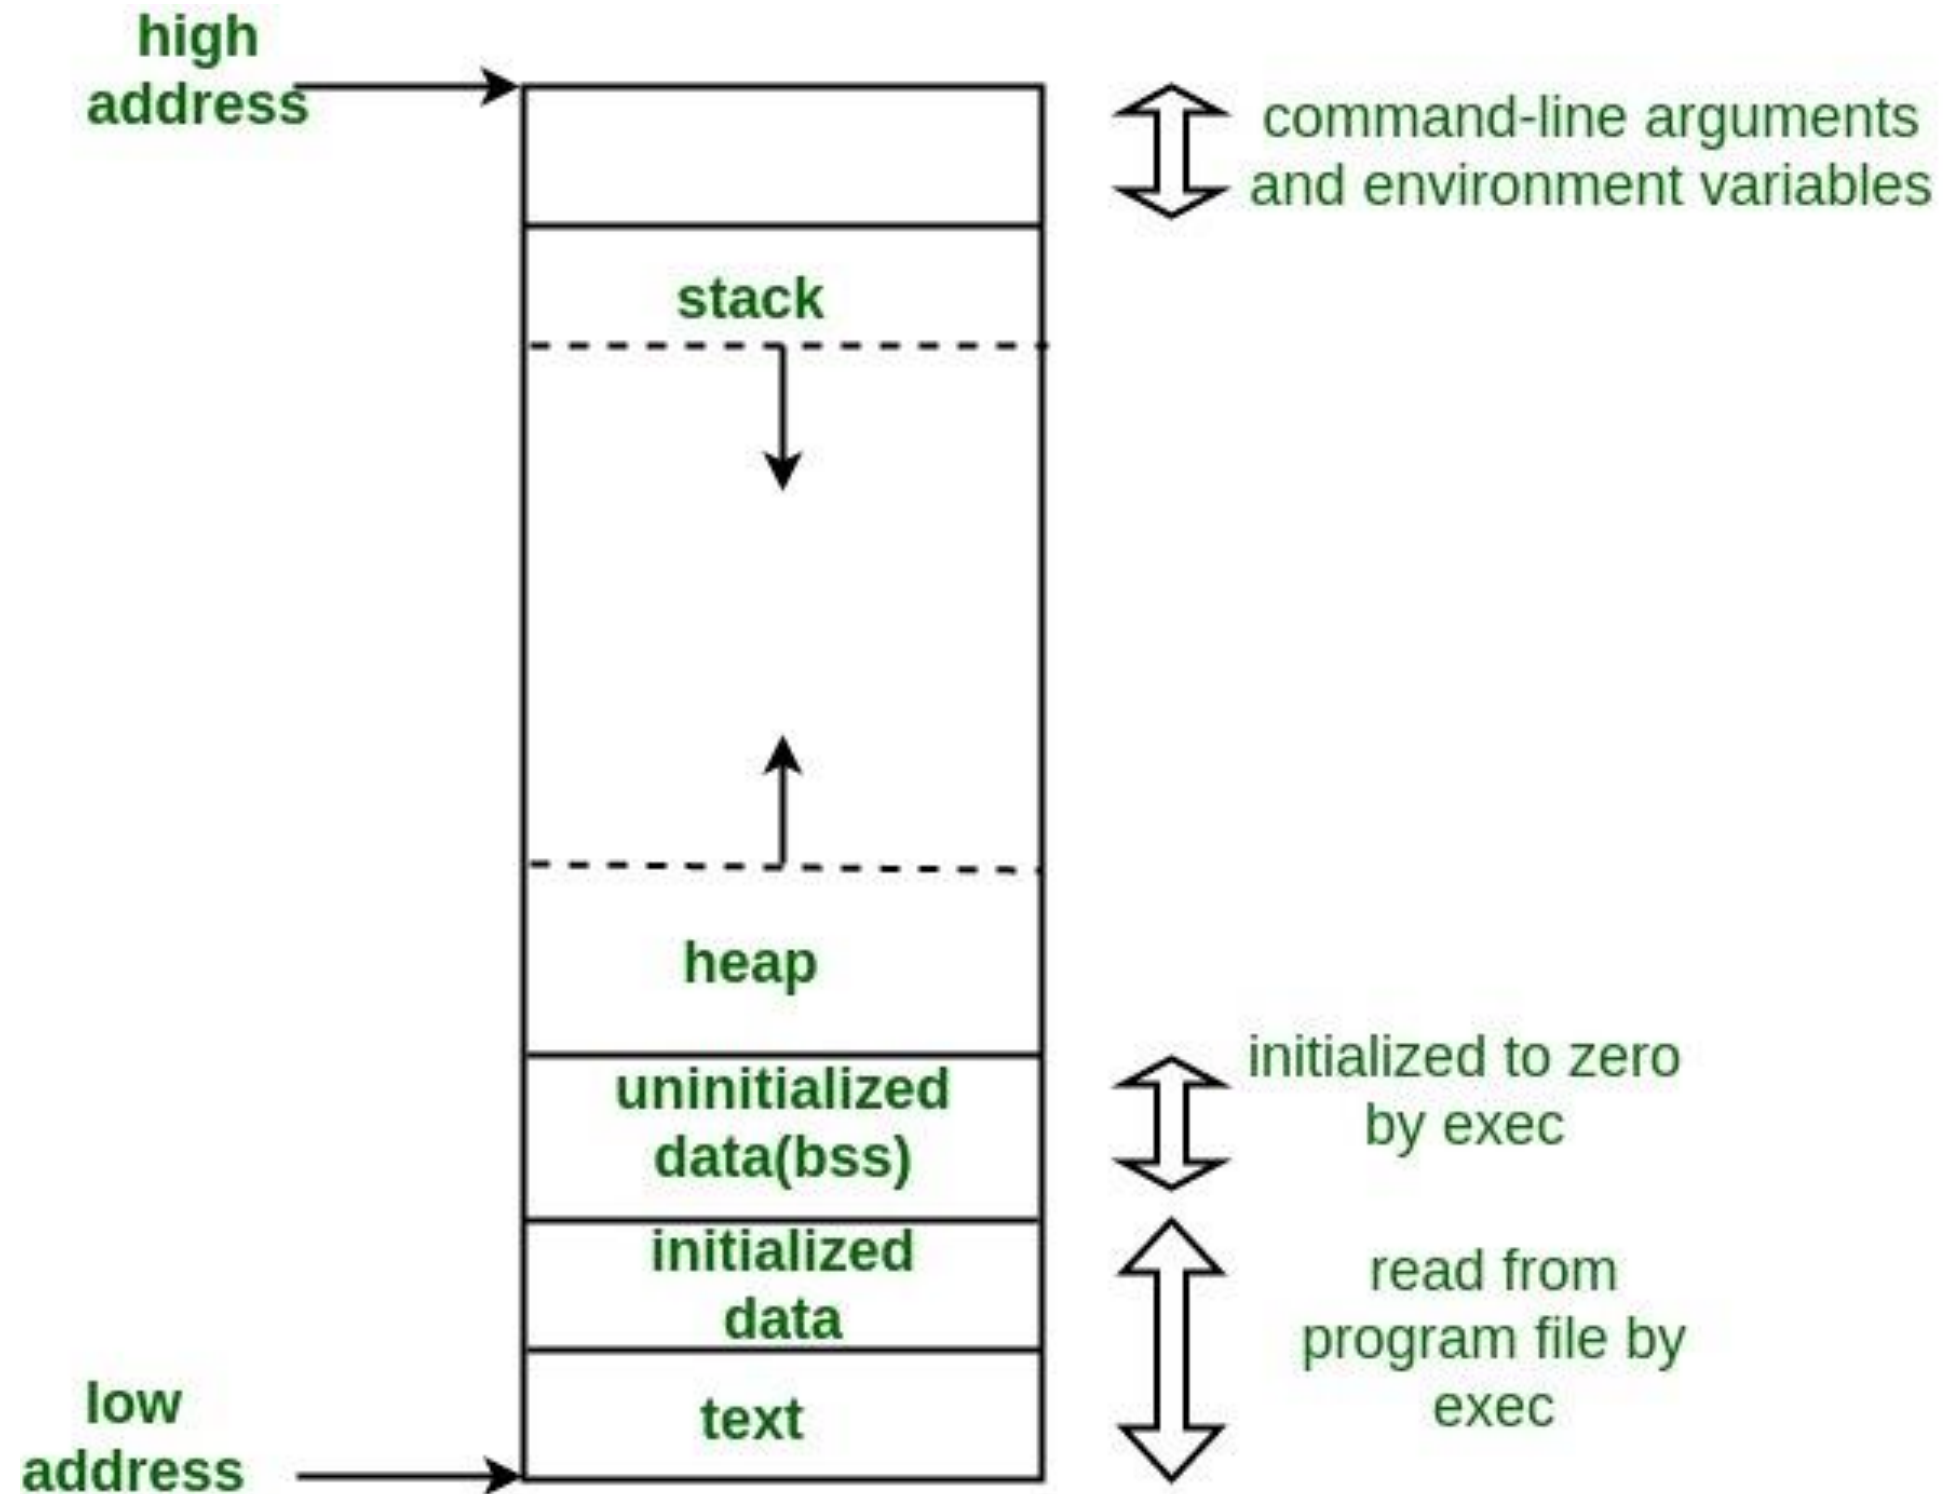 high
address
command-line arguments
and environment variables
stack
heap
uninitialized
data(bss)
initialized to zero
by exec
initialized
data
read from
program file by
exec
text
low
address